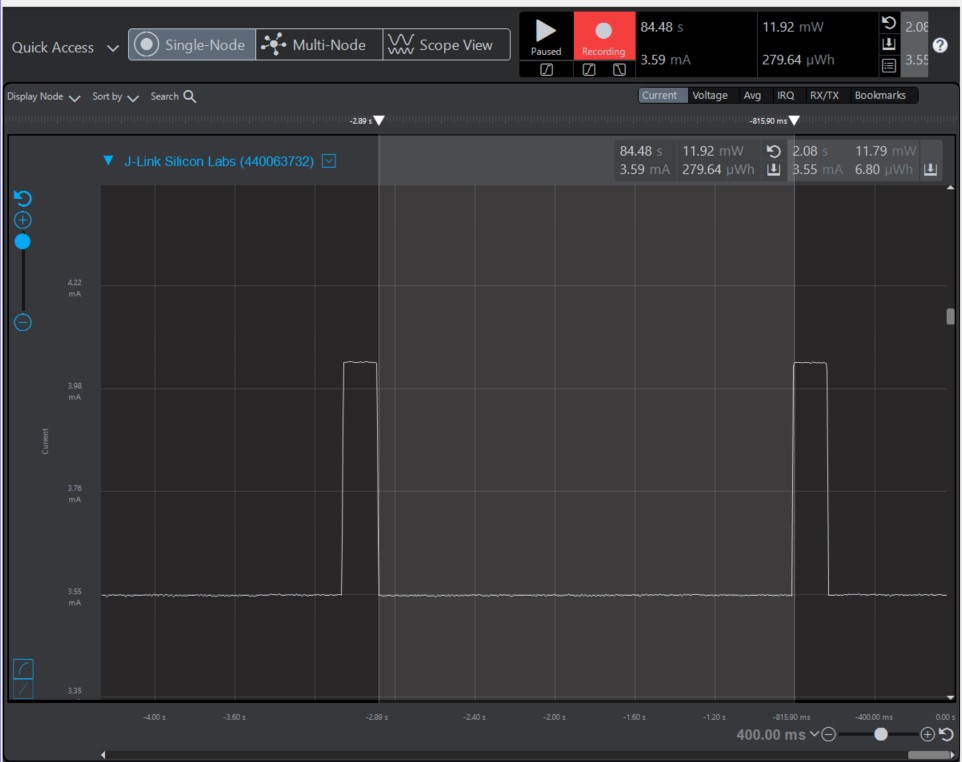 Quick Access
Single-Node
Multi-Node
Scope View
Paused
Recording
84.48 s
11.92 mW
3.59 mA
279.64 µWh
2.08
3.55
?
Display Node
Sort by
Search
Current
Voltage
Avg
IRQ
RX/TX
Bookmarks
-2.89 s
-815.90 ms
J-Link Silicon Labs (440063732)
84.48 s
11.92 mW
2.08 s
11.79 mW
3.59 mA
279.64 µWh
3.55 mA
6.80 µWh
4.22
mA
3.98
mA
Current
3.76
mA
3.55
mA
3.35
-4.00 s
-3.60 s
-2.89 s
-2.40 s
-2.00 s
-1.60 s
-1.20 s
-815.90 ms
-400.00 ms
0.00 s
400.00 ms